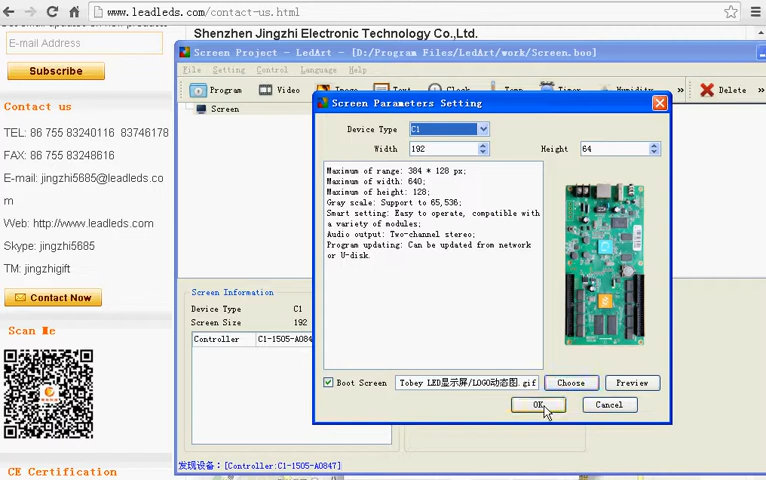 www.leadleds.com/contact-us.html
Shenzhen Jingzhi Electronic Technology Co.,Ltd.
E-mail Address
Subscribe
Contact us
TEL: 86 755 83240116 83746178
FAX: 86 755 83248616
E-mail: jingzhi5685@leadleds.co
m
Web: http://www.leadleds.com
Skype: jingzhi5685
TM: jingzhigift
Contact Now
Scan Me
CE Certification
Screen Project - LedArt - [D:/Program Files/LedArt/work/Screen.boo]
File Setting Control Language Help
Program Video Image Text Clock Temp Timer Humidity » Delete »
Screen
Screen Information
Device Type C1
Screen Size 192
Controller C1-1505-A084
发现设备: [Controller:C1-1505-A0847]
Screen Parameters Setting
Device Type C1
Width 192 Height 64
Maximum of range: 384 * 128 px;
Maximum of width: 640;
Maximum of height: 128;
Gray scale: Support to 65,536;
Smart setting: Easy to operate, compatible with
a variety of modules;
Audio output: Two-channel stereo;
Program updating: Can be updated from network
or U-disk.
Boot Screen Tobey LED显示屏/LOGO动态图.gif Choose Preview
OK Cancel